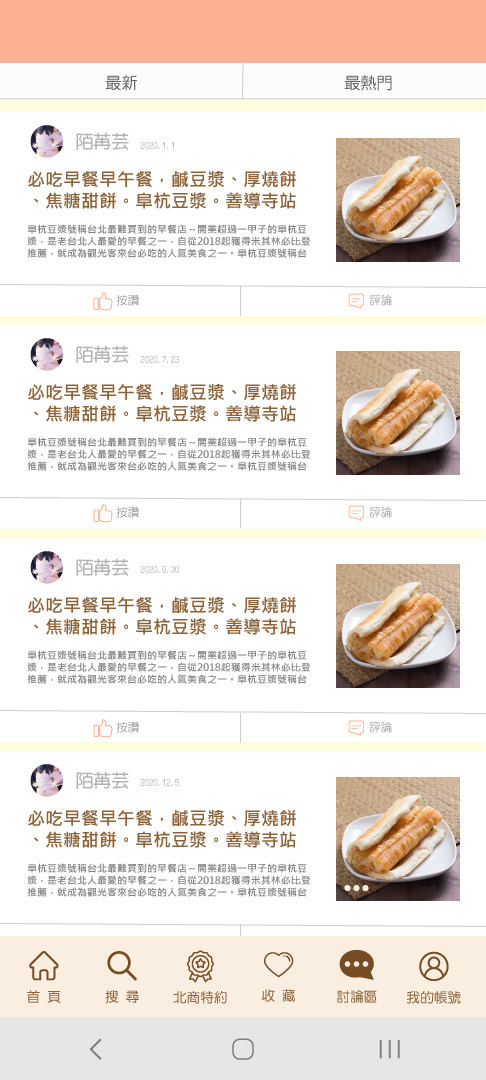 最新
最熱門
陌苒芸 2020.1.1
必吃早餐早午餐，鹹豆漿、厚燒餅
、焦糖甜餅。阜杭豆漿。善導寺站
阜杭豆漿號稱台北最難買到的早餐店～開業超過一甲子的阜杭豆
漿，是老台北人最愛的早餐之一，自從2018起獲得米其林必比登
推薦，就成為觀光客來台必吃的人氣美食之一。阜杭豆漿號稱台
按讚
評論
陌苒芸 2020.7.23
必吃早餐早午餐，鹹豆漿、厚燒餅
、焦糖甜餅。阜杭豆漿。善導寺站
阜杭豆漿號稱台北最難買到的早餐店～開業超過一甲子的阜杭豆
漿，是老台北人最愛的早餐之一，自從2018起獲得米其林必比登
推薦，就成為觀光客來台必吃的人氣美食之一。阜杭豆漿號稱台
按讚
評論
陌苒芸 2020.9.30
必吃早餐早午餐，鹹豆漿、厚燒餅
、焦糖甜餅。阜杭豆漿。善導寺站
阜杭豆漿號稱台北最難買到的早餐店～開業超過一甲子的阜杭豆
漿，是老台北人最愛的早餐之一，自從2018起獲得米其林必比登
推薦，就成為觀光客來台必吃的人氣美食之一。阜杭豆漿號稱台
按讚
評論
陌苒芸 2020.12.5
必吃早餐早午餐，鹹豆漿、厚燒餅
、焦糖甜餅。阜杭豆漿。善導寺站
阜杭豆漿號稱台北最難買到的早餐店～開業超過一甲子的阜杭豆
漿，是老台北人最愛的早餐之一，自從2018起獲得米其林必比登
推薦，就成為觀光客來台必吃的人氣美食之一。阜杭豆漿號稱台
首頁
搜尋
北商特約
收藏
討論區
我的帳號